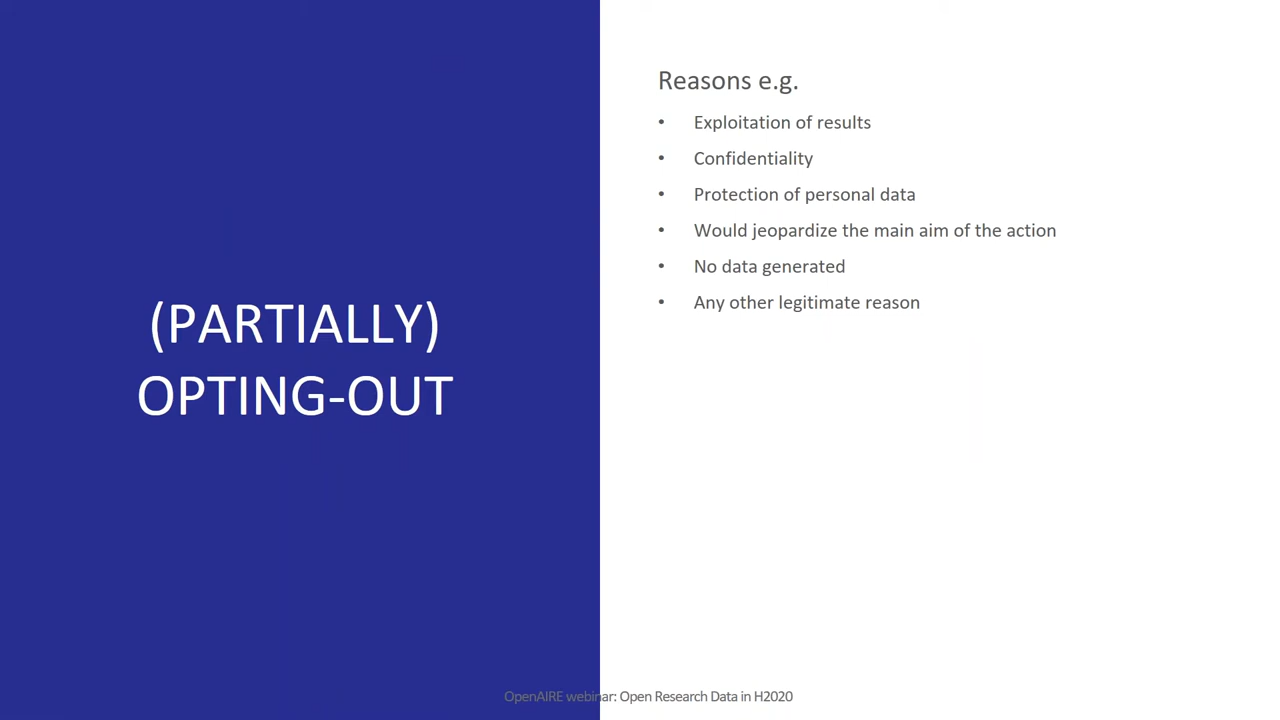 (PARTIALLY)
OPTING-OUT
Reasons e.g.
• Exploitation of results
• Confidentiality
• Protection of personal data
• Would jeopardize the main aim of the action
• No data generated
• Any other legitimate reason
OpenAIRE webinar: Open Research Data in H2020